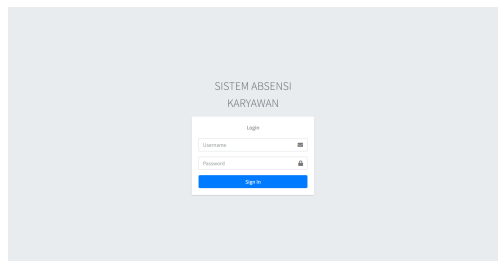 SISTEM ABSENSI
KARYAWAN
Login
Username
Password
Sign In